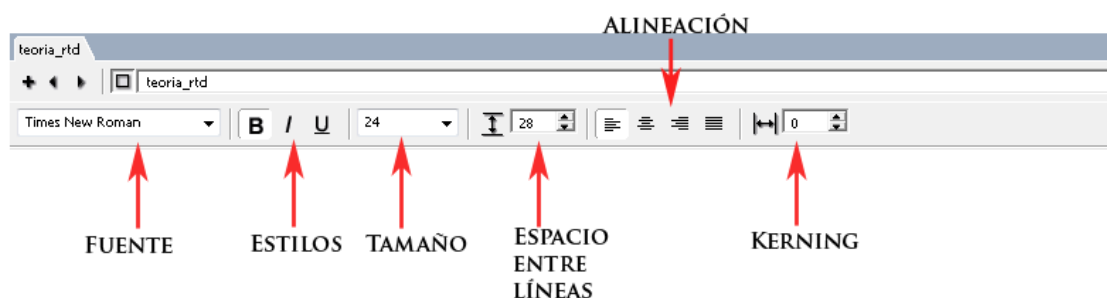 ALINEACIÓN
teoria_rtd
teoria_rtd
Times New Roman B I U 24 28 0
FUENTE ESTILOS TAMAÑO ESPACIO ENTRE LÍNEAS KERNING